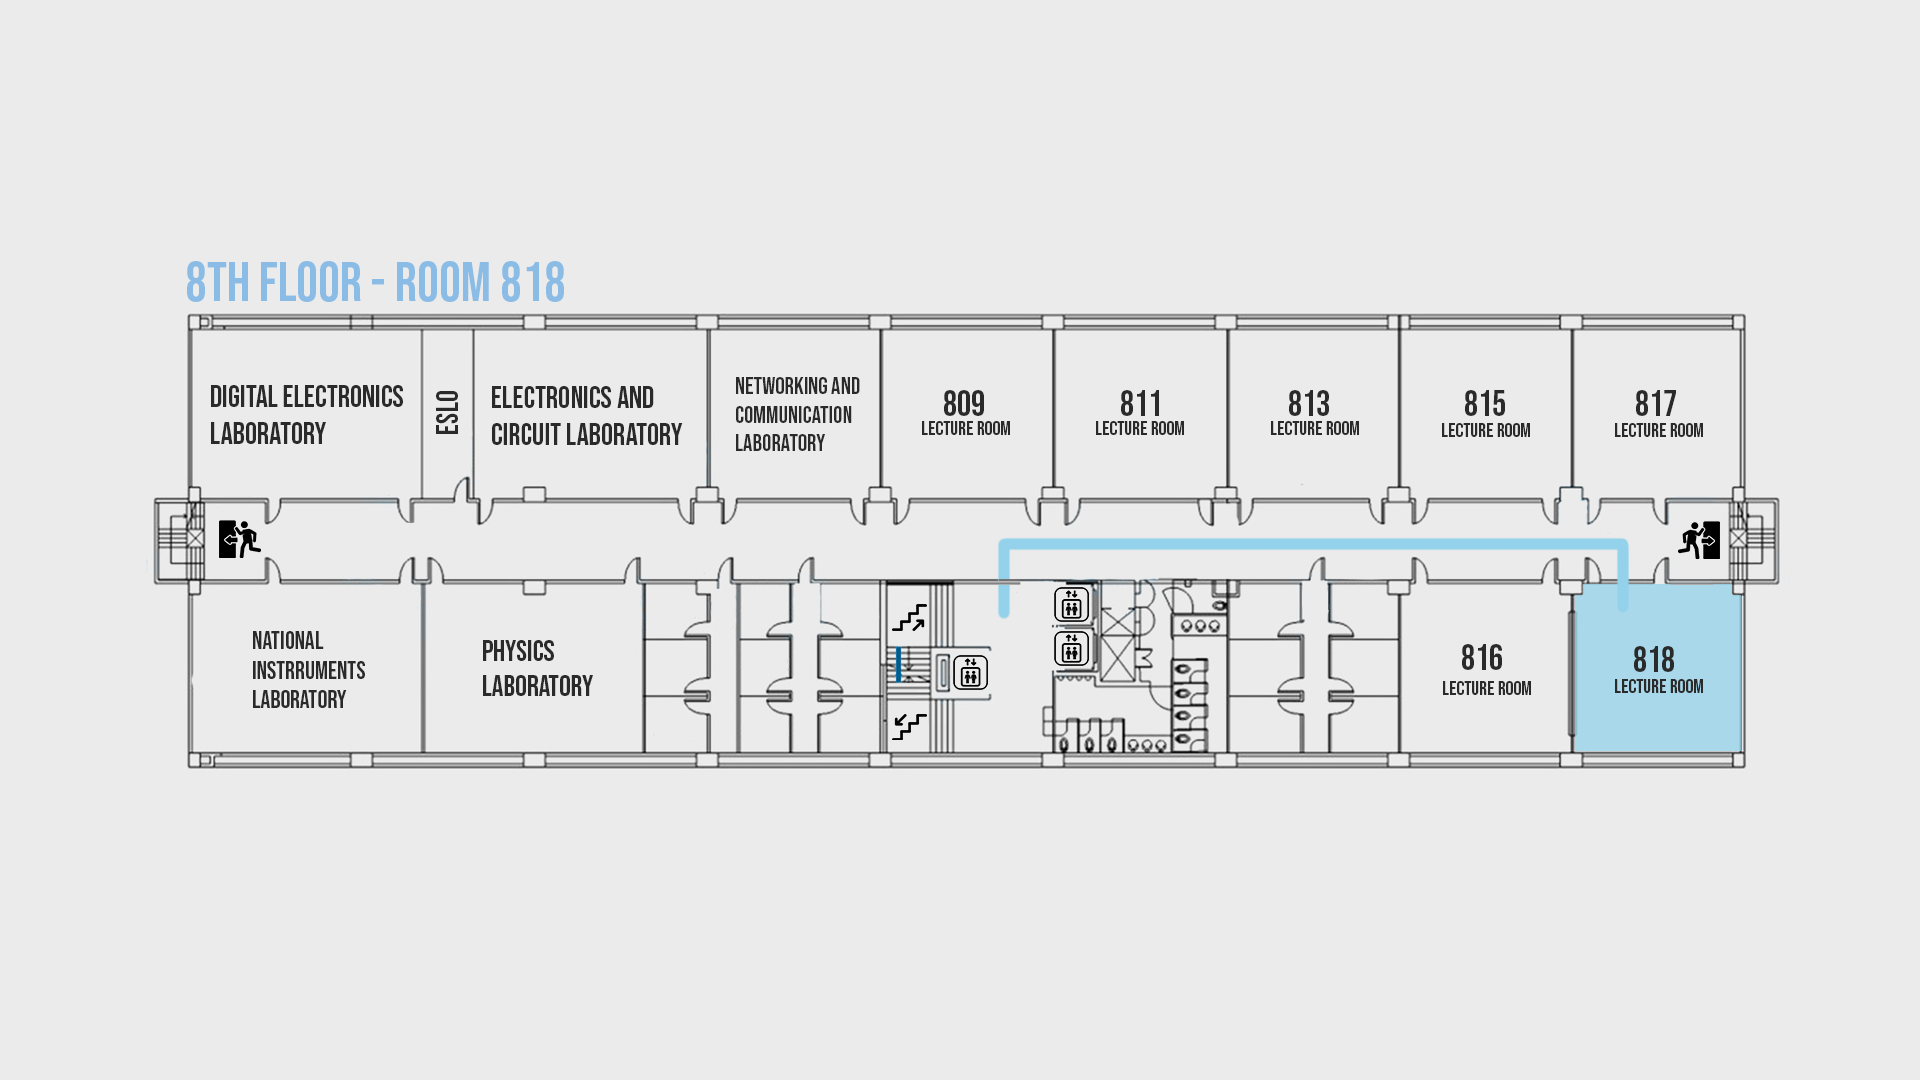 8TH FLOOR - ROOM 818
DIGITAL ELECTRONICS
LABORATORY
ESLO
ELECTRONICS AND
CIRCUIT LABORATORY
NETWORKING AND
COMMUNICATION
LABORATORY
809
LECTURE ROOM
811
LECTURE ROOM
813
LECTURE ROOM
815
LECTURE ROOM
817
LECTURE ROOM
NATIONAL
INSTRRUMENTS
LABORATORY
PHYSICS
LABORATORY
816
LECTURE ROOM
818
LECTURE ROOM